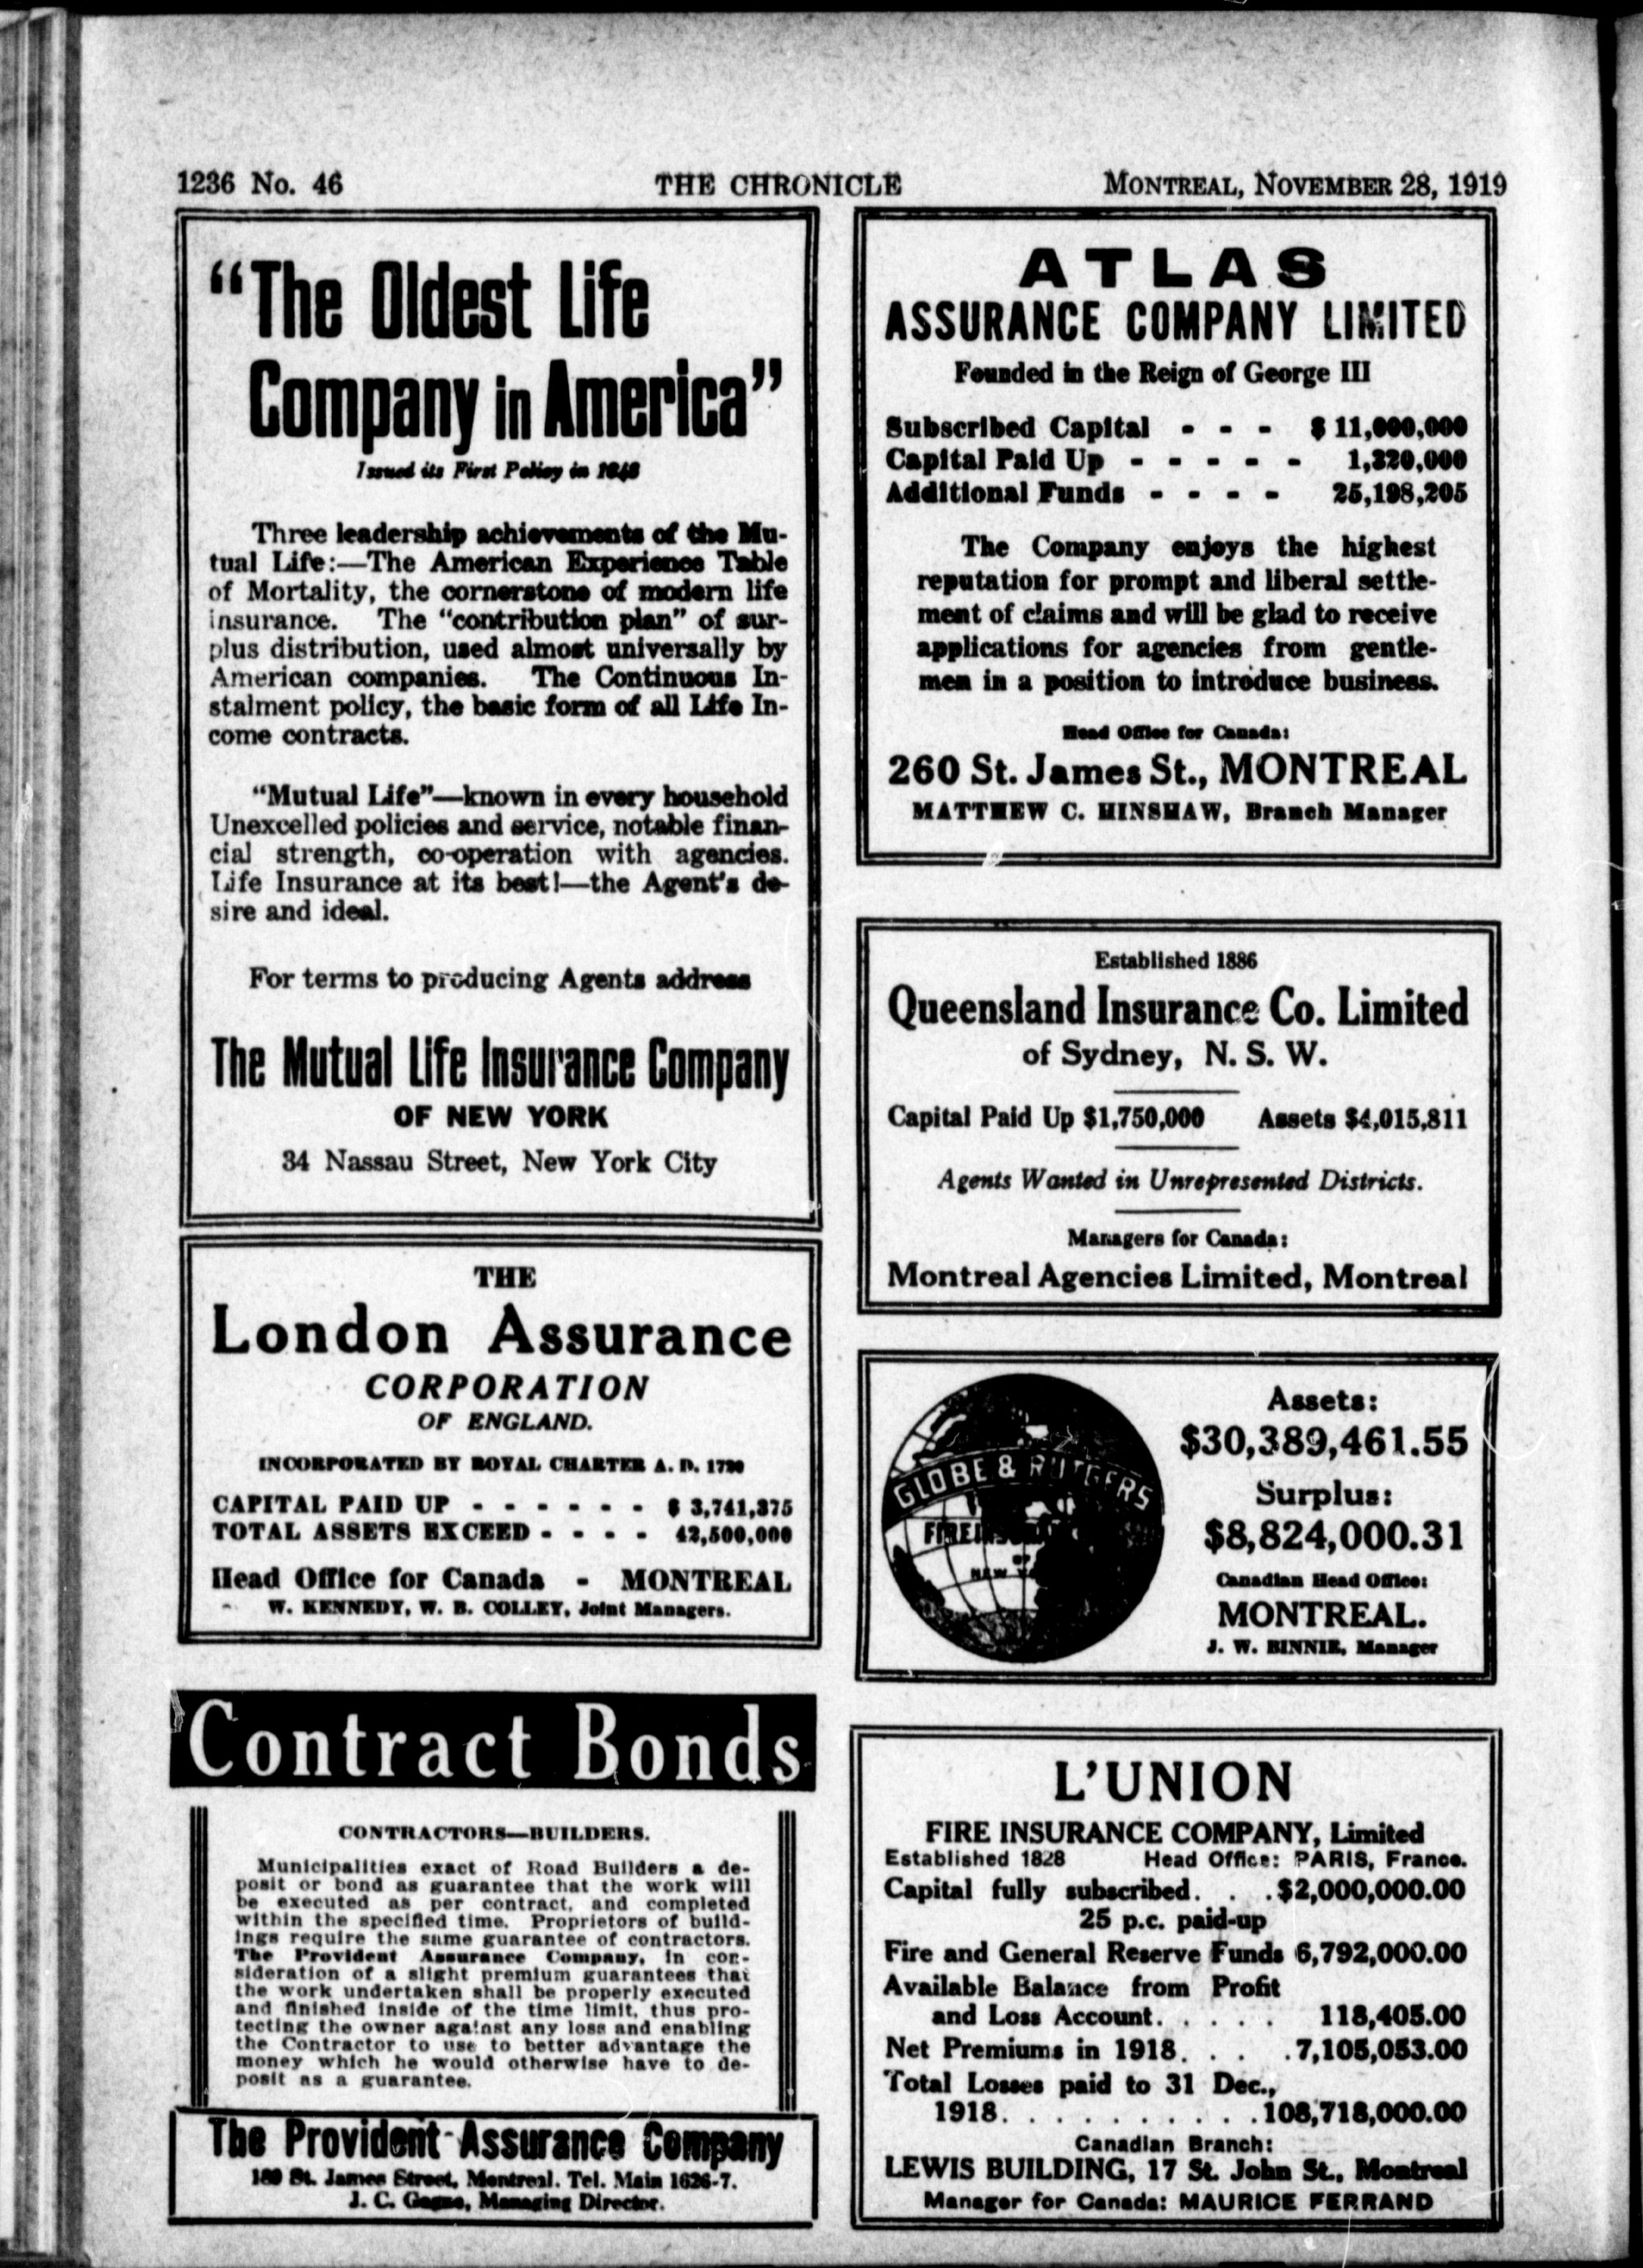 1236 No. 46
THE CHRONICLE
MONTREAL, NOVEMBER 28, 1919
"The Oldest Life
Company in America"
Issued its First Policy in 1843
Three leadership achievements of the Mu-
tual Life:—The American Experience Table
of Mortality, the cornerstone of modern life
insurance. The "contribution plan" of sur-
plus distribution, used almost universally by
American companies. The Continuous In-
stalment policy, the basic form of all Life In-
come contracts.
"Mutual Life"—known in every household
Unexcelled policies and service, notable finan-
cial strength, co-operation with agencies.
Life Insurance at its best!—the Agent's de-
sire and ideal.
For terms to producing Agents address
The Mutual Life Insurance Company
OF NEW YORK
34 Nassau Street, New York City
THE
London Assurance
CORPORATION
OF ENGLAND.
INCORPORATED BY ROYAL CHARTER A. D. 1720
CAPITAL PAID UP - - - - - - $ 3,741,375
TOTAL ASSETS EXCEED - - - - 42,500,000
Head Office for Canada - MONTREAL
W. KENNEDY, W. B. COLLEY, Joint Managers.
Contract Bonds
CONTRACTORS—BUILDERS.
Municipalities exact of Road Builders a de-
posit or bond as guarantee that the work will
be executed as per contract, and completed
within the specified time. Proprietors of build-
ings require the same guarantee of contractors.
The Provident Assurance Company, in con-
sideration of a slight premium guarantees that
the work undertaken shall be properly executed
and finished inside of the time limit, thus pro-
tecting the owner against any loss and enabling
the Contractor to use to better advantage the
money which he would otherwise have to de-
posit as a guarantee.
The Provident Assurance Company
189 St. James Street, Montreal. Tel. Main 1626-7.
J. C. Gagne, Managing Director.
ATLAS
ASSURANCE COMPANY LIMITED
Founded in the Reign of George III
Subscribed Capital - - - $ 11,000,000
Capital Paid Up - - - - - 1,320,000
Additional Funds - - - - 25,198,205
The Company enjoys the highest
reputation for prompt and liberal settle-
ment of claims and will be glad to receive
applications for agencies from gentle-
men in a position to introduce business.
Head Office for Canada:
260 St. James St., MONTREAL
MATTHEW C. HINSHAW, Branch Manager
Established 1886
Queensland Insurance Co. Limited
of Sydney, N. S. W.
Capital Paid Up $1,750,000 Assets $4,015,811
Agents Wanted in Unrepresented Districts.
Managers for Canada:
Montreal Agencies Limited, Montreal
GLOBE & RUTGERS
FIRE
OF
NEW
Assets:
$30,389,461.55
Surplus:
$8,824,000.31
Canadian Head Office:
MONTREAL.
J. W. BINNIE, Manager
L'UNION
FIRE INSURANCE COMPANY, Limited
Established 1828 Head Office: PARIS, France.
Capital fully subscribed. . . $2,000,000.00
25 p.c. paid-up
Fire and General Reserve Funds 6,792,000.00
Available Balance from Profit
and Loss Account. . . . . 118,405.00
Net Premiums in 1918. . . . 7,105,053.00
Total Losses paid to 31 Dec.,
1918. . . . . . . . . . . 108,718,000.00
Canadian Branch:
LEWIS BUILDING, 17 St. John St., Montreal
Manager for Canada: MAURICE FERRAND